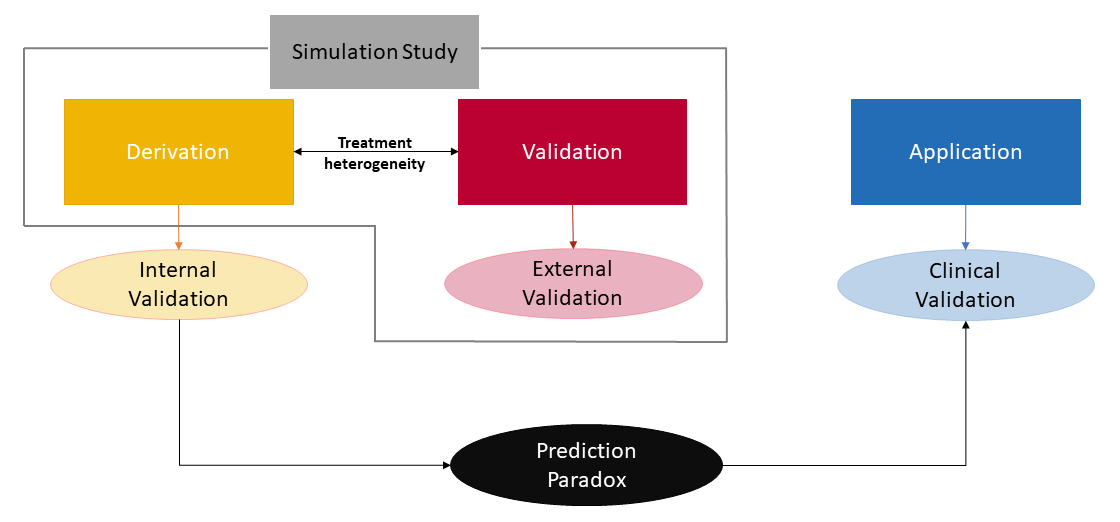 Simulation Study
Derivation
Treatment
heterogeneity
Validation
Application
Internal
Validation
External
Validation
Clinical
Validation
Prediction
Paradox